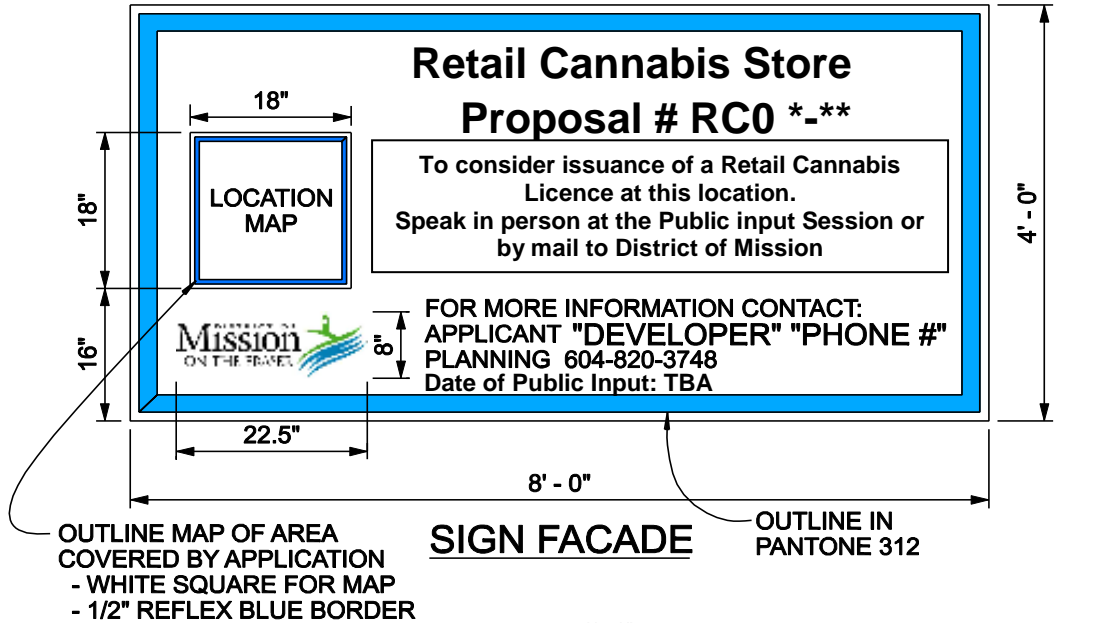 Retail Cannabis Store
Proposal # RC0 *-**
18"
18"
LOCATION
MAP
To consider issuance of a Retail Cannabis
Licence at this location.
Speak in person at the Public input Session or
by mail to District of Mission
4' - 0"
16"
DISTRICT OF
Mission
ON THE FRASER
8"
FOR MORE INFORMATION CONTACT:
APPLICANT "DEVELOPER" "PHONE #"
PLANNING 604-820-3748
Date of Public Input: TBA
22.5"
8' - 0"
OUTLINE MAP OF AREA
COVERED BY APPLICATION
- WHITE SQUARE FOR MAP
- 1/2" REFLEX BLUE BORDER
SIGN FACADE
OUTLINE IN
PANTONE 312